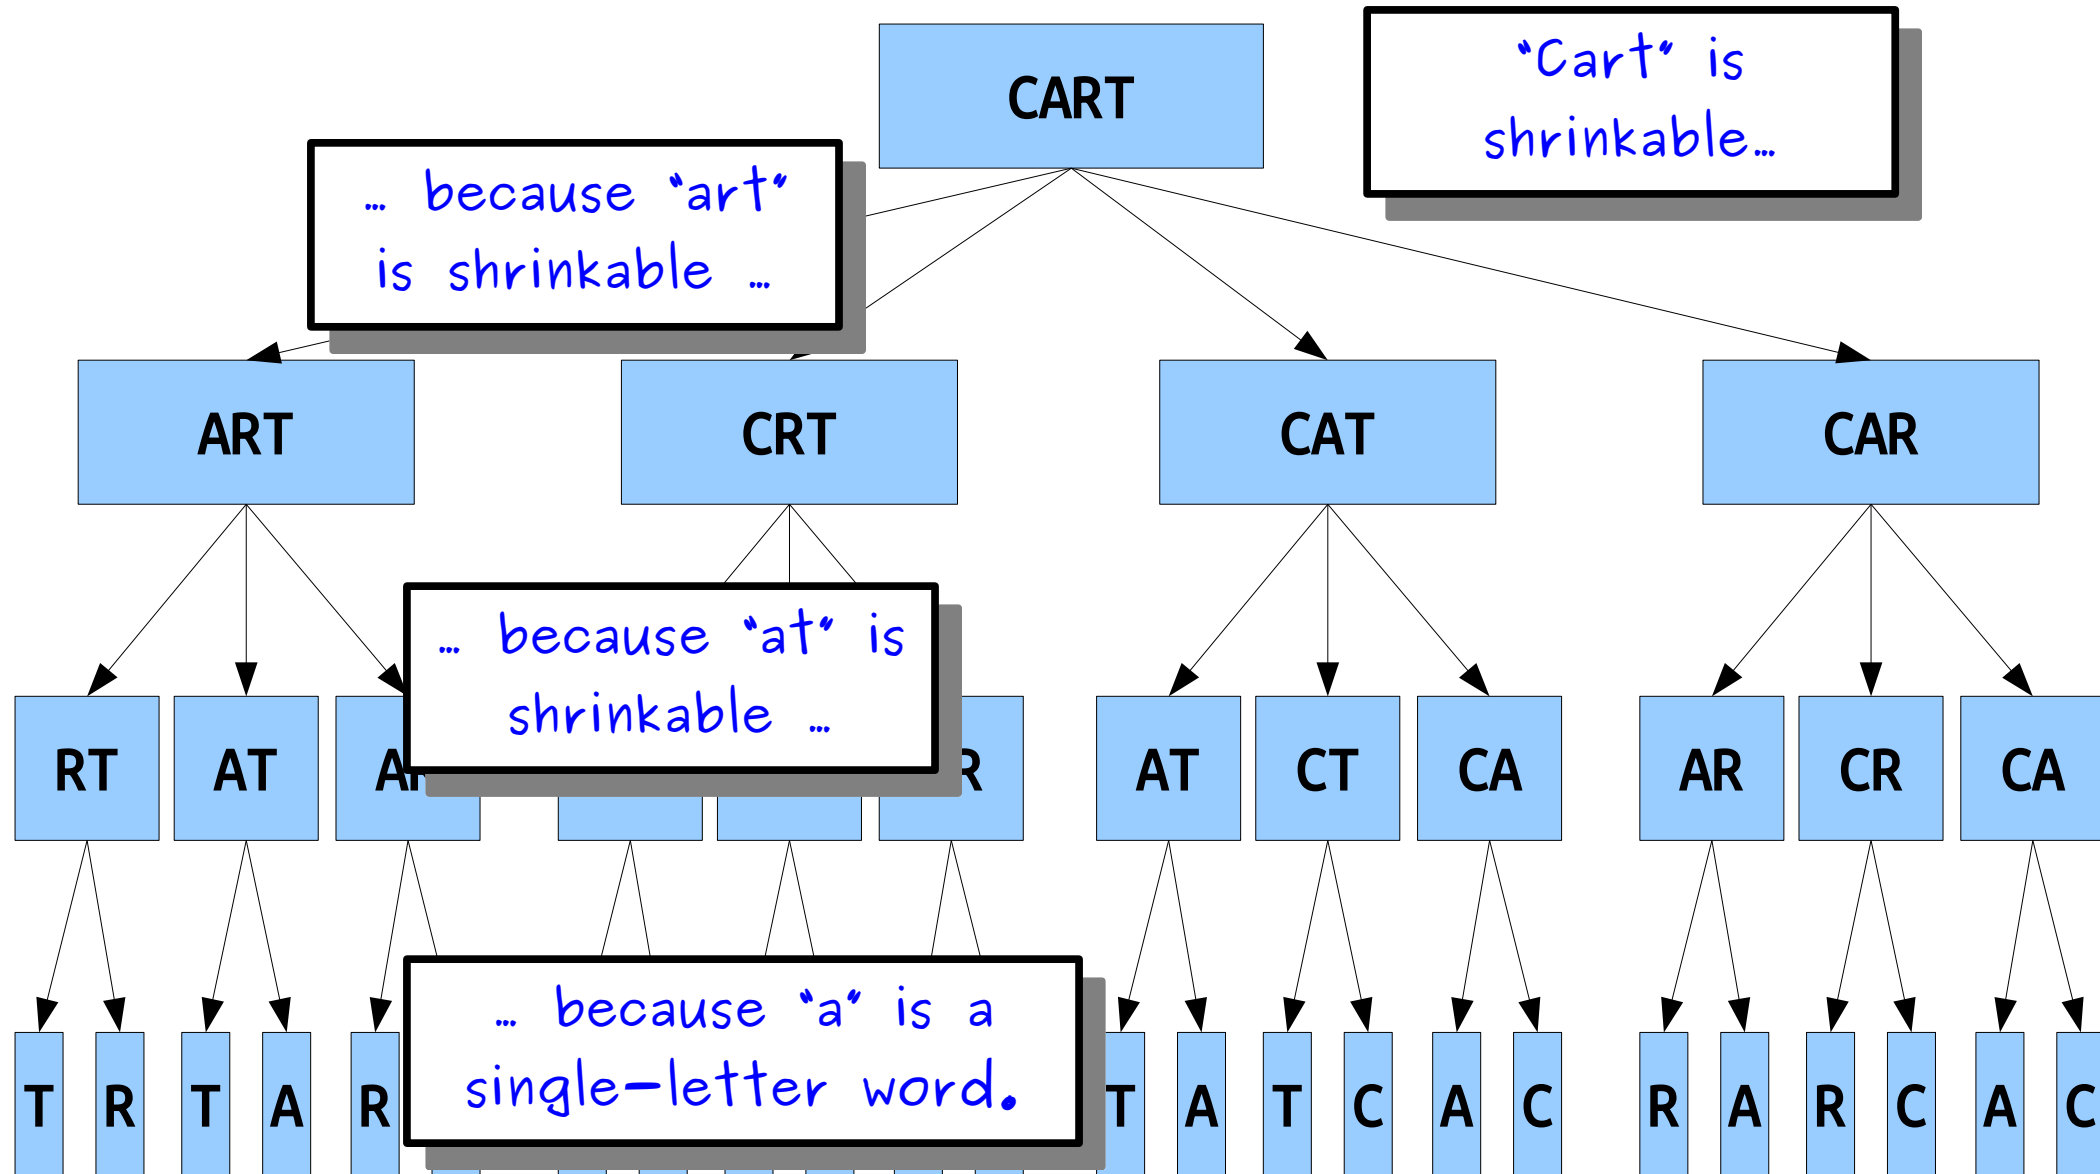 CART
"Cart" is
shrinkable…
… because "art"
is shrinkable …
ART CRT CAT CAR
… because "at" is
shrinkable …
RT AT AR R AT CT CA AR CR CA
… because "a" is a
single-letter word.
T R T A R T A T C A C R A R C A C